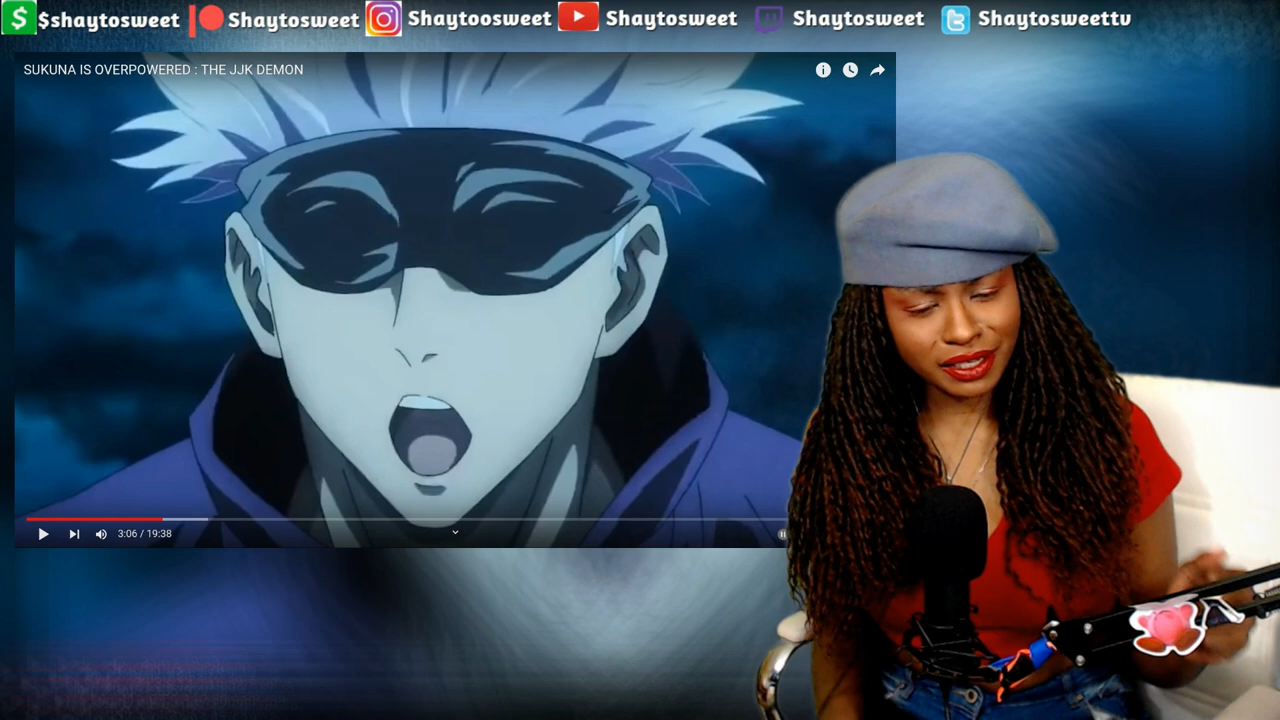 $shaytosweet Shaytosweet Shaytoosweet Shaytosweet Shaytosweet Shaytosweettv
SUKUNA IS OVERPOWERED : THE JJK DEMON
3:06 / 19:38